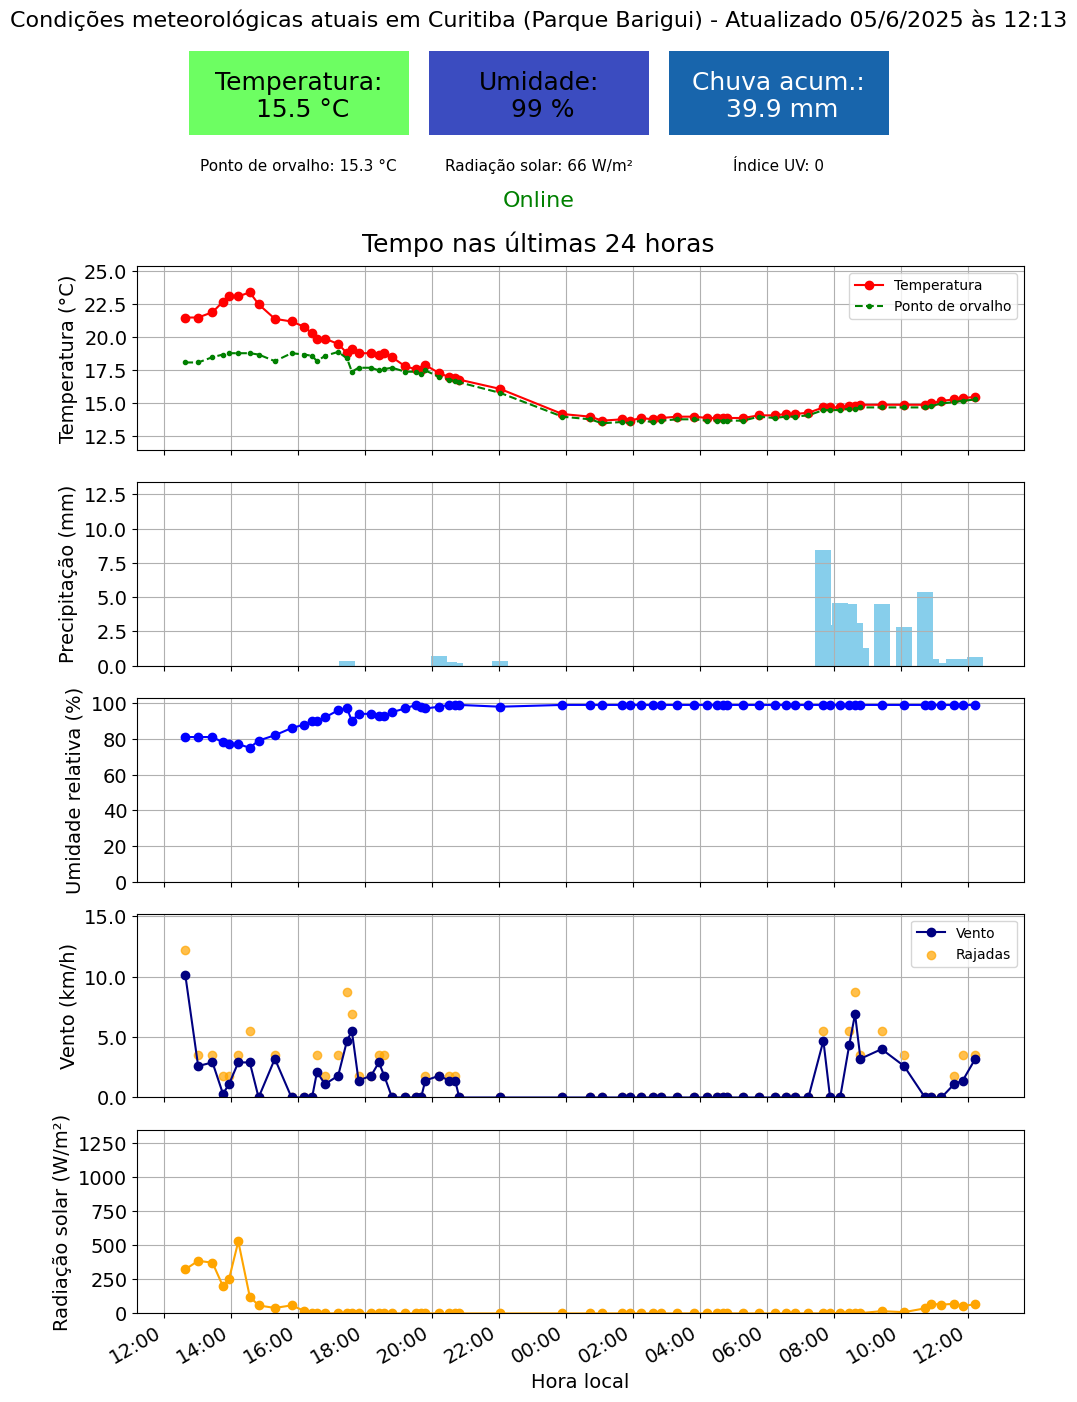 Condições meteorológicas atuais em Curitiba (Parque Barigui) - Atualizado 05/6/2025 às 12:13
Temperatura:
15.5 °C
Umidade:
99 %
Chuva acum.:
39.9 mm
Ponto de orvalho: 15.3 °C
Radiação solar: 66 W/m²
Índice UV: 0
Online
Tempo nas últimas 24 horas
Temperatura (°C)
25.0
22.5
20.0
17.5
15.0
12.5
Temperatura
Ponto de orvalho
Precipitação (mm)
12.5
10.0
7.5
5.0
2.5
0.0
Umidade relativa (%)
100
80
60
40
20
0
Vento (km/h)
15.0
10.0
5.0
0.0
Vento
Rajadas
Radiação solar (W/m²)
1250
1000
750
500
250
0
12:00
14:00
16:00
18:00
20:00
22:00
00:00
02:00
04:00
06:00
08:00
10:00
12:00
Hora local